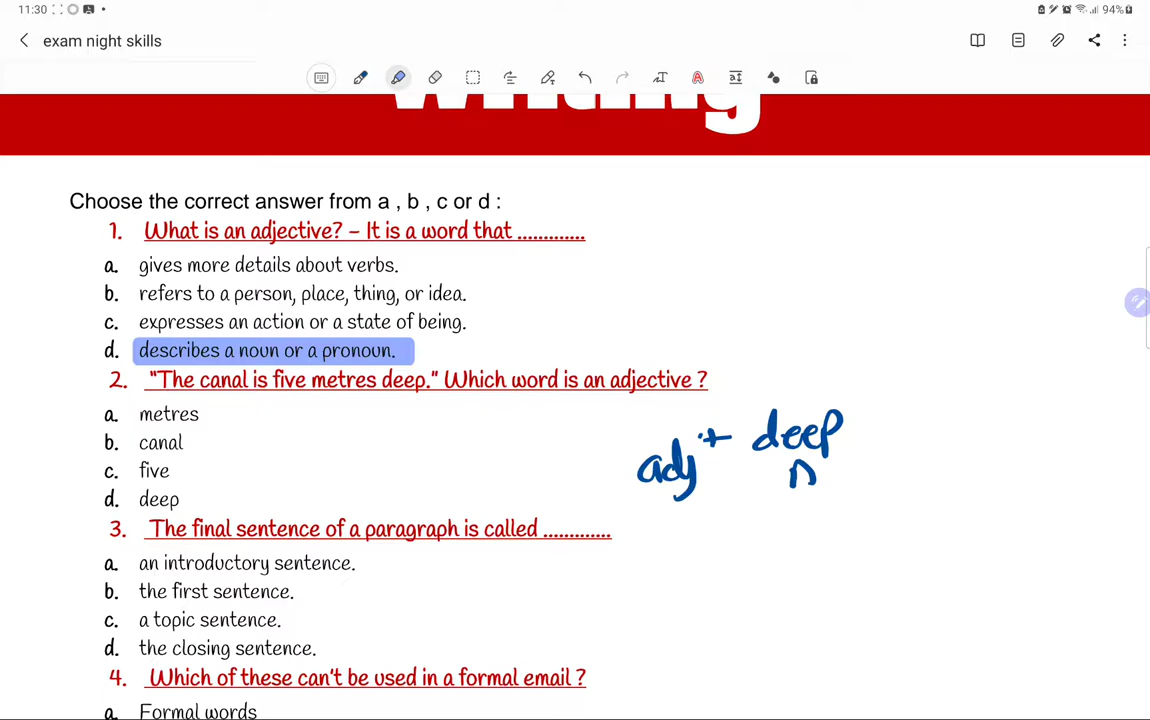 11:30
94%
exam night skills
Writing
Choose the correct answer from a , b , c or d :
1. What is an adjective? – It is a word that .............
a. gives more details about verbs.
b. refers to a person, place, thing, or idea.
c. expresses an action or a state of being.
d. describes a noun or a pronoun.
2. "The canal is five metres deep." Which word is an adjective ?
a. metres
b. canal
c. five
d. deep
adj + deep
n
3. The final sentence of a paragraph is called .............
a. an introductory sentence.
b. the first sentence.
c. a topic sentence.
d. the closing sentence.
4. Which of these can't be used in a formal email ?
a. Formal words